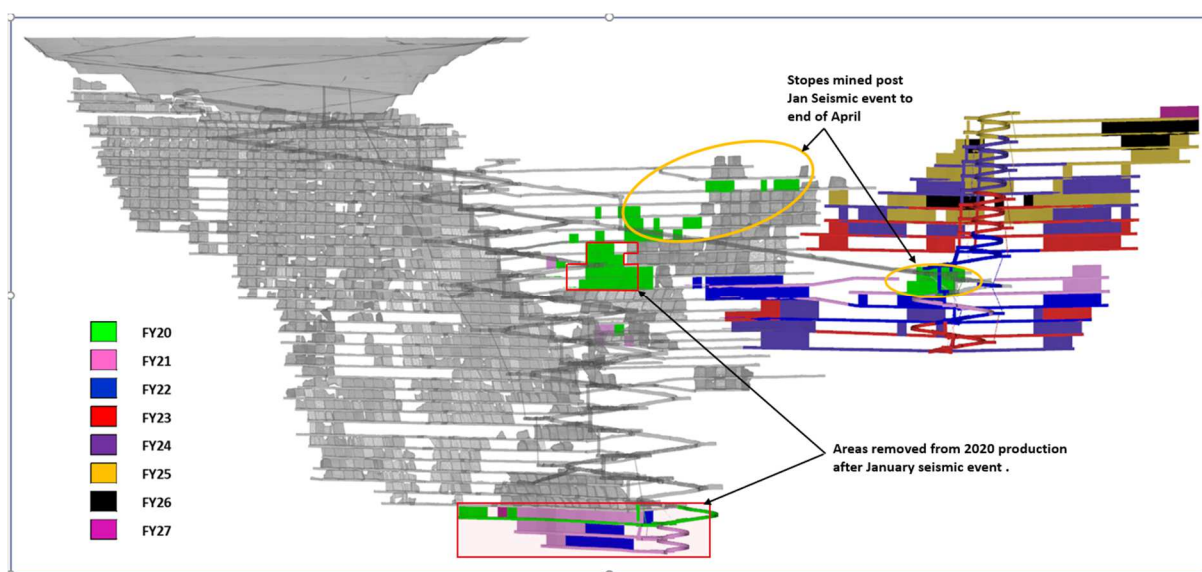 Stopes mined post
Jan Seismic event to
end of April
FY20
FY21
FY22
FY23
FY24
FY25
FY26
FY27
Areas removed from 2020 production
after January seismic event .